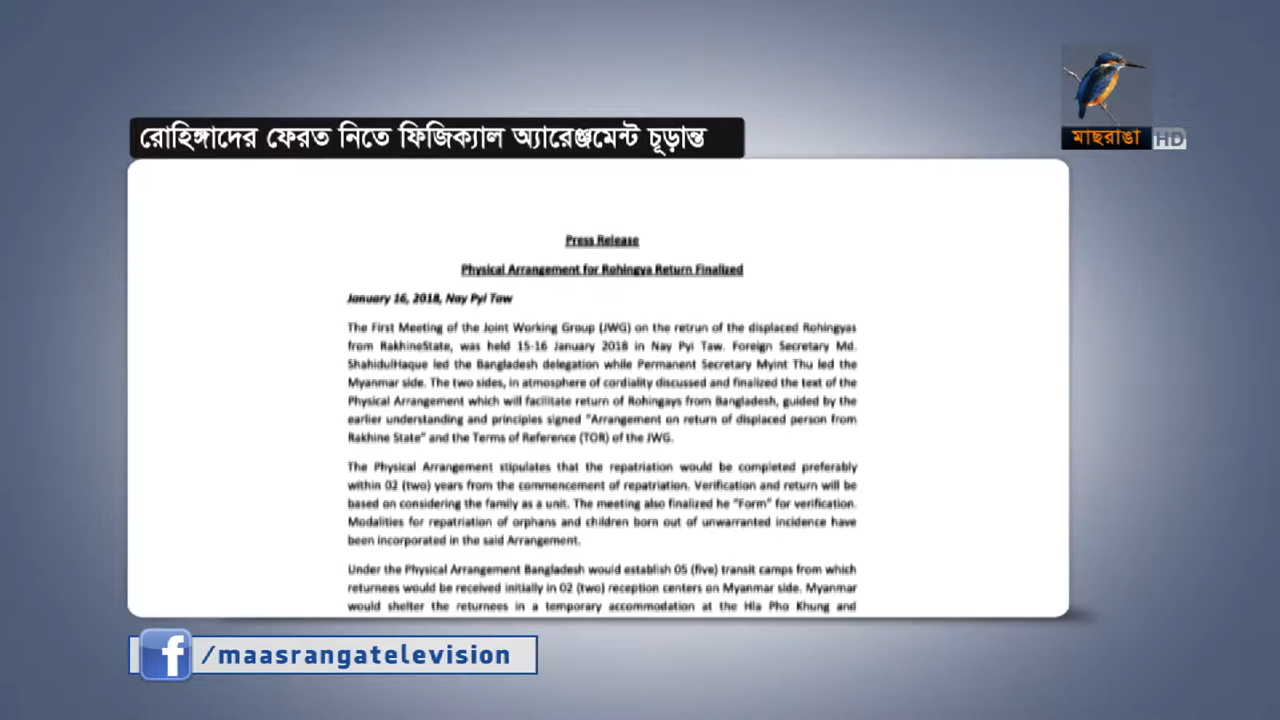 রোহিঙ্গাদের ফেরত নিতে ফিজিক্যাল অ্যারেঞ্জমেন্ট চূড়ান্ত
মাছরাঙা HD
Press Release
Physical Arrangement for Rohingya Return Finalized
January 16, 2018, Nay Pyi Taw
The First Meeting of the Joint Working Group (JWG) on the retrun of the displaced Rohingyas
from RakhineState, was held 15-16 January 2018 in Nay Pyi Taw. Foreign Secretary Md.
ShahidulHaque led the Bangladesh delegation while Permanent Secretary Myint Thu led the
Myanmar side. The two sides, in atmosphere of cordiality discussed and finalized the text of the
Physical Arrangement which will facilitate return of Rohingays from Bangladesh, guided by the
earlier understanding and principles signed "Arrangement on return of displaced person from
Rakhine State" and the Terms of Reference (TOR) of the JWG.
The Physical Arrangement stipulates that the repatriation would be completed preferably
within 02 (two) years from the commencement of repatriation. Verification and return will be
based on considering the family as a unit. The meeting also finalized he "Form" for verification.
Modalities for repatriation of orphans and children born out of unwarranted incidence have
been incorporated in the said Arrangement.
Under the Physical Arrangement Bangladesh would establish 05 (five) transit camps from which
returnees would be received initially in 02 (two) reception centers on Myanmar side. Myanmar
would shelter the returnees in a temporary accommodation at the Hla Pho Khung and
f /maasrangatelevision